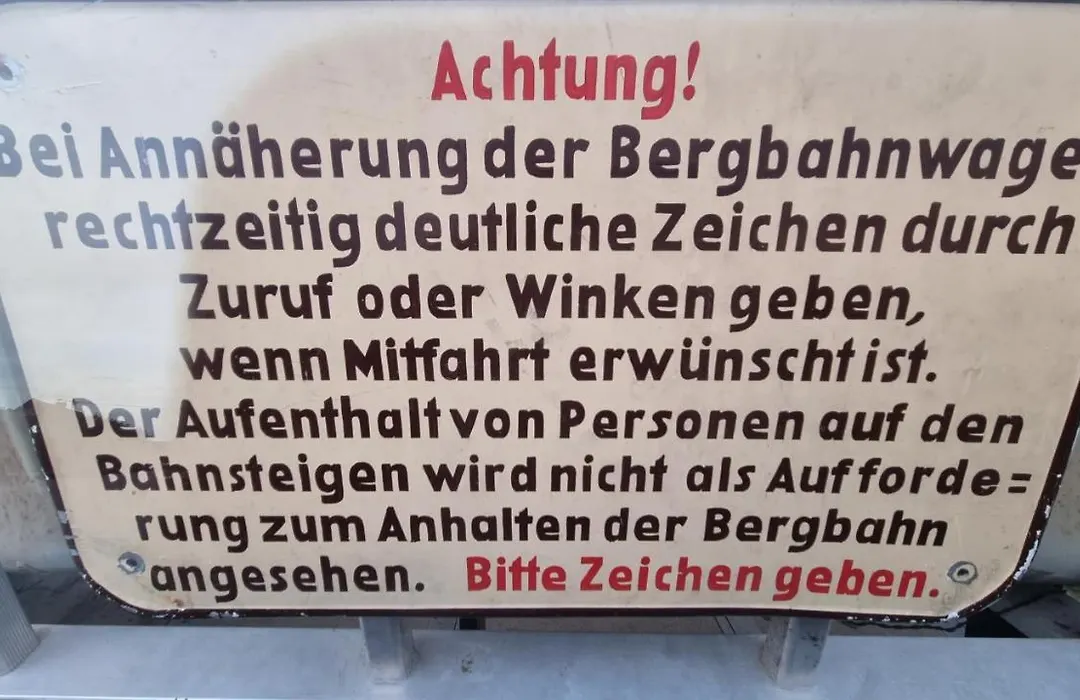 Achtung!
Bei Annäherung der Bergbahnwage
rechtzeitig deutliche Zeichen durch
Zuruf oder Winken geben,
wenn Mitfahrt erwünscht ist.
Der Aufenthalt von Personen auf den
Bahnsteigen wird nicht als Aufforde=
rung zum Anhalten der Bergbahn
angesehen. Bitte Zeichen geben.